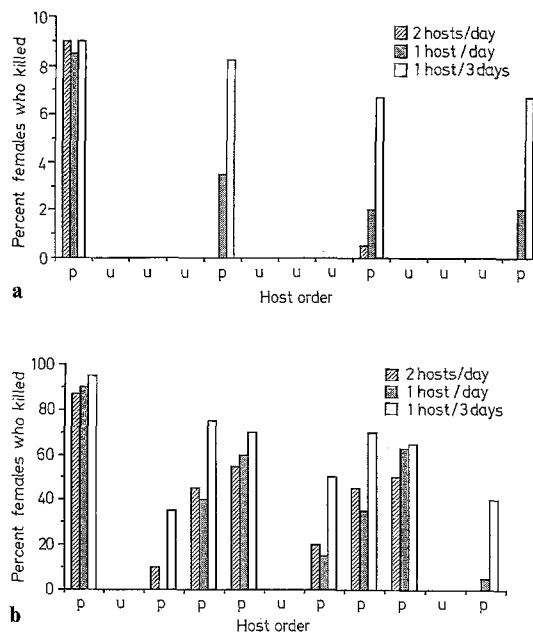 Percent females who killed
10
8
6
4
2
0
2 hosts/day
1 host/day
1 host/3 days
p u u u p u u u p u u u p
Host order
a
Percent females who killed
100
80
60
40
20
0
2 hosts/day
1 host/day
1 host/3 days
p u p p p u p p p u p
Host order
b